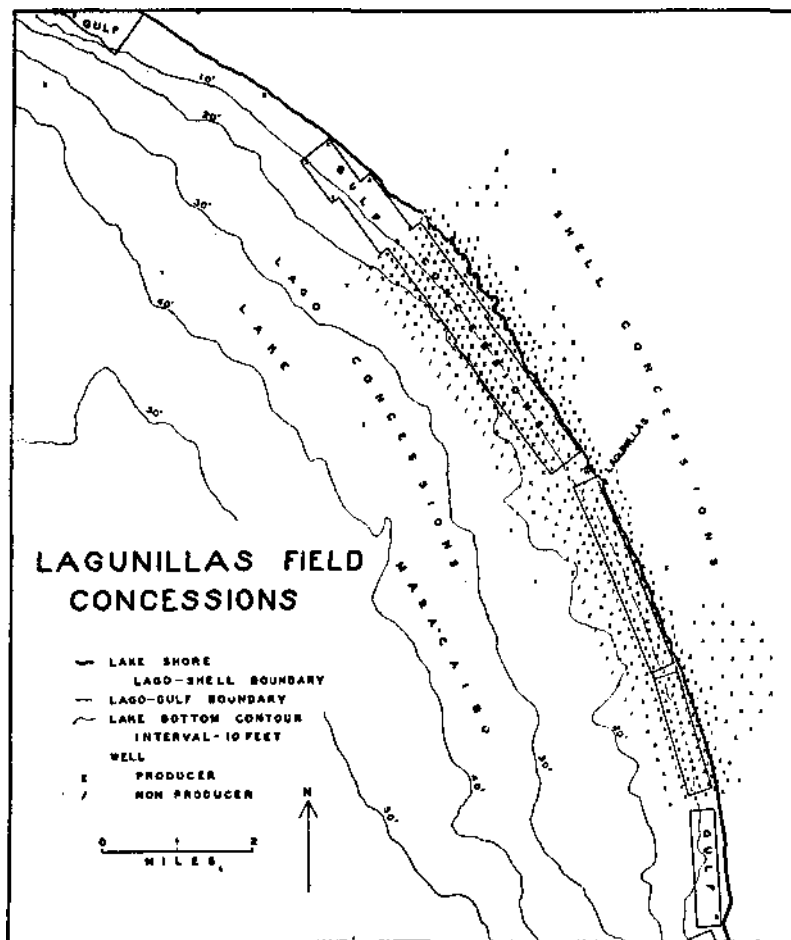 GULF
10'
20'
30'
40'
50'
GULF CONCESSIONS
SHELL CONCESSIONS
LAGO CONCESSIONS
LAKE MARACAIBO
LAGUNILLAS
LAGUNILLAS FIELD
CONCESSIONS
LAKE SHORE
LAGO-SHELL BOUNDARY
LAGO-GULF BOUNDARY
LAKE BOTTOM CONTOUR
INTERVAL-10 FEET
WELL
PRODUCER
NON PRODUCER
N
0 1 2
MILES
50'
40'
30'
20'
GULF